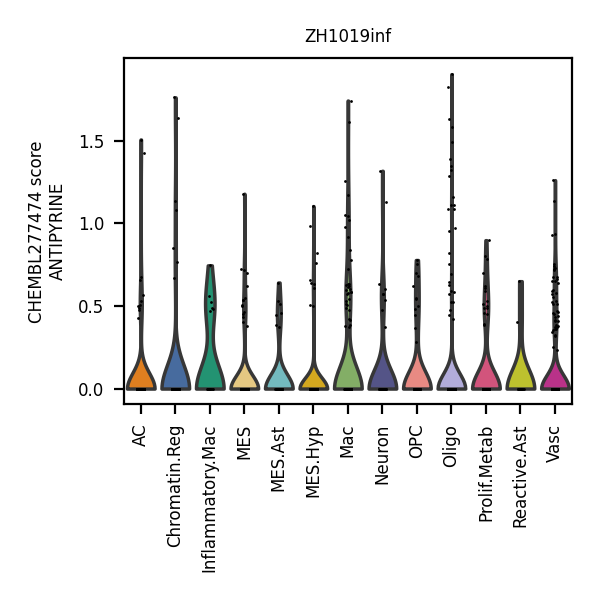 ZH1019inf
CHEMBL277474 score
ANTIPYRINE
1.5
1.0
0.5
0.0
AC
Chromatin.Reg
Inflammatory.Mac
MES
MES.Ast
MES.Hyp
Mac
Neuron
OPC
Oligo
Prolif.Metab
Reactive.Ast
Vasc